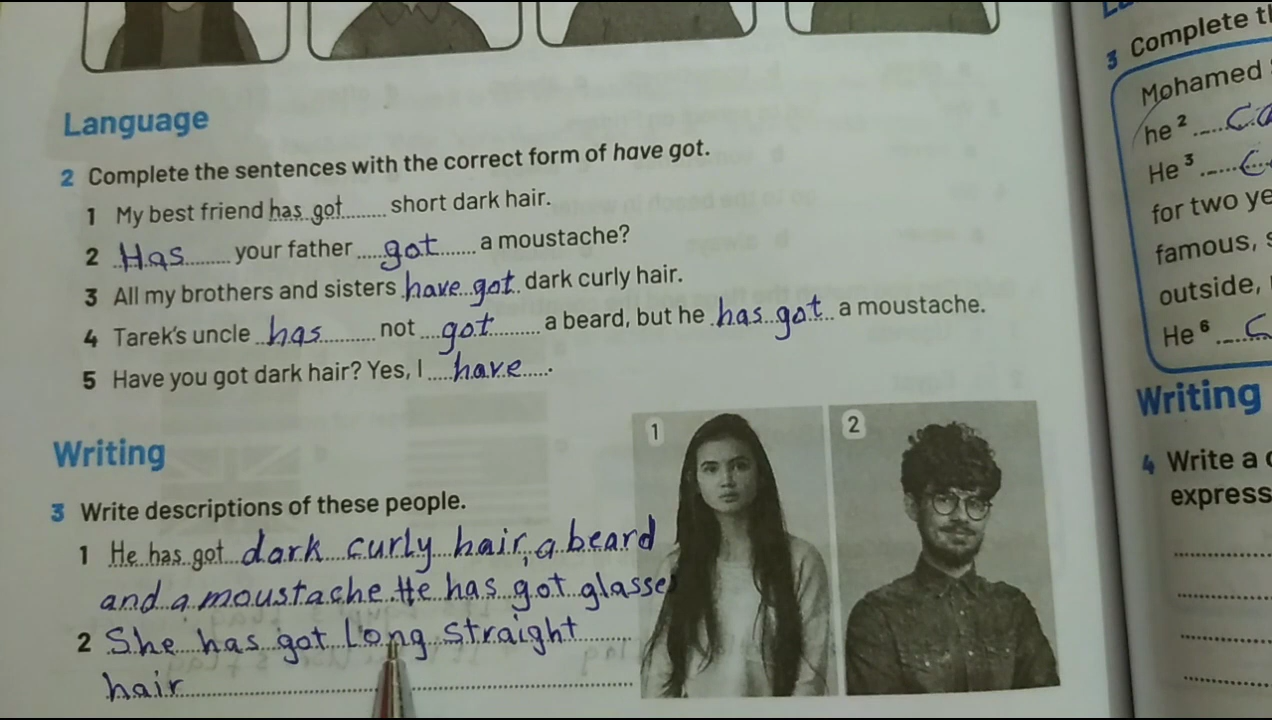 Language
2 Complete the sentences with the correct form of have got.
1 My best friend has got short dark hair.
2 Has your father got a moustache?
3 All my brothers and sisters have got dark curly hair.
4 Tarek's uncle has not got a beard, but he has got a moustache.
5 Have you got dark hair? Yes, I have.
Writing
3 Write descriptions of these people.
1 He has got dark curly hair, a beard
and a moustache. He has got glasses
2 She has got long straight
hair
1
2
3 Complete
Mohamed
he 2
He 3
for two
famous,
outside,
He 6
Writing
4 Write a
express